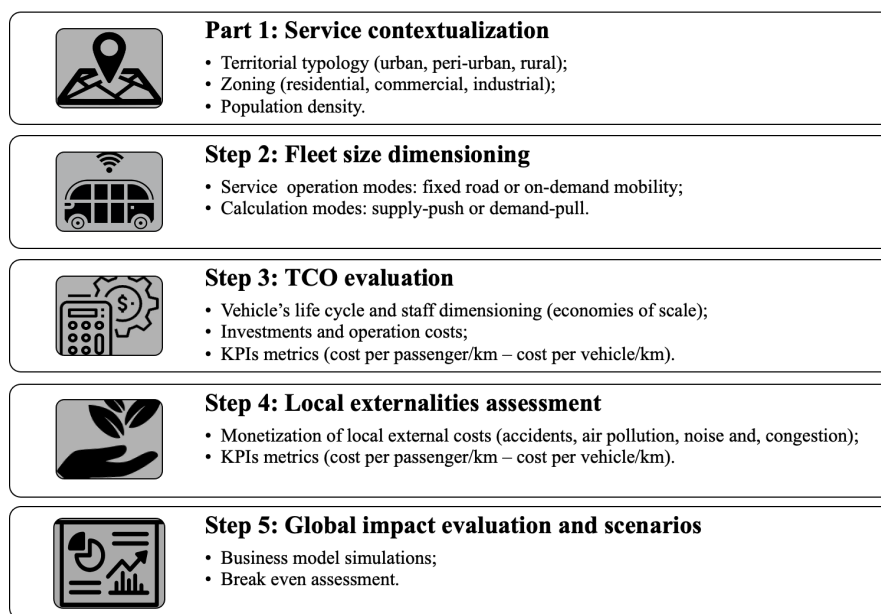 Part 1: Service contextualization
• Territorial typology (urban, peri-urban, rural);
• Zoning (residential, commercial, industrial);
• Population density.
Step 2: Fleet size dimensioning
• Service operation modes: fixed road or on-demand mobility;
• Calculation modes: supply-push or demand-pull.
Step 3: TCO evaluation
• Vehicle's life cycle and staff dimensioning (economies of scale);
• Investments and operation costs;
• KPIs metrics (cost per passenger/km – cost per vehicle/km).
$
Step 4: Local externalities assessment
• Monetization of local external costs (accidents, air pollution, noise and, congestion);
• KPIs metrics (cost per passenger/km – cost per vehicle/km).
Step 5: Global impact evaluation and scenarios
• Business model simulations;
• Break even assessment.